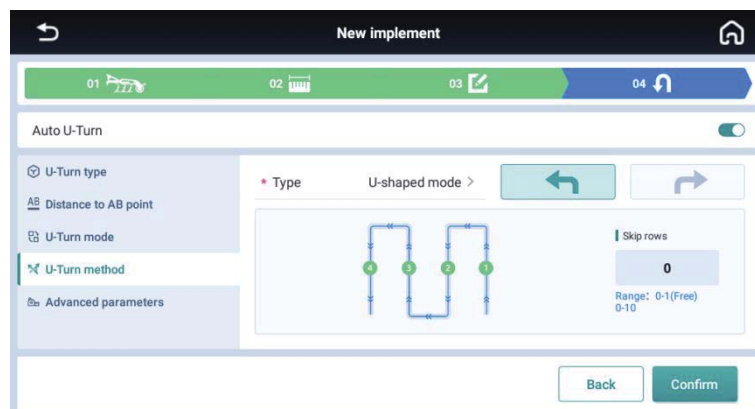 New implement
01
02
03
04
Auto U-Turn
U-Turn type
AB Distance to AB point
U-Turn mode
U-Turn method
Advanced parameters
* Type U-shaped mode >
4 3 2 1
Skip rows
0
Range: 0-1(Free)
0-10
Back Confirm